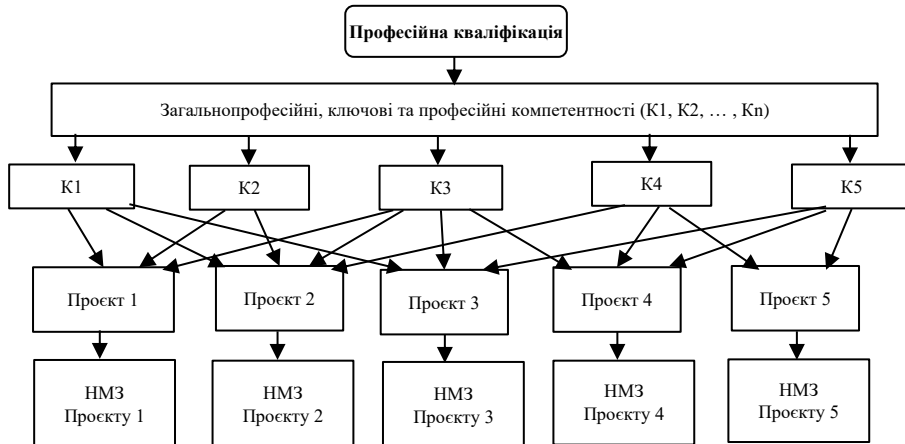 Професійна кваліфікація
Загальнопрофесійні, ключові та професійні компетентності (К1, К2, … , Кn)
К1
К2
К3
К4
К5
Проєкт 1
Проєкт 2
Проєкт 3
Проєкт 4
Проєкт 5
НМЗ
Проєкту 1
НМЗ
Проєкту 2
НМЗ
Проєкту 3
НМЗ
Проєкту 4
НМЗ
Проєкту 5